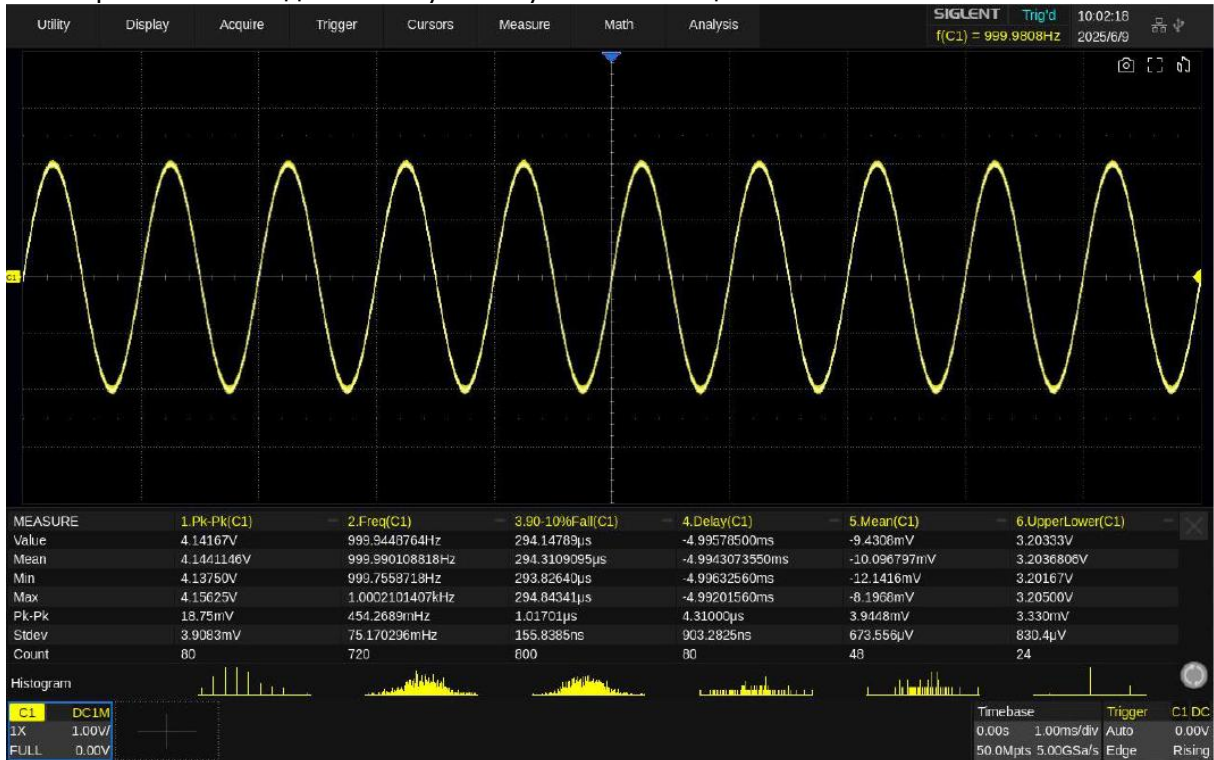 Utility Display Acquire Trigger Cursors Measure Math Analysis
SIGLENT Trig'd 10:02:18
f(C1) = 999.9808Hz 2025/6/9
C1
MEASURE 1.Pk-Pk(C1) 2.Freq(C1) 3.90-10%Fall(C1) 4.Delay(C1) 5.Mean(C1) 6.UpperLower(C1)
Value 4.14167V 999.9448764Hz 294.14789µs -4.99578500ms -9.4308mV 3.20333V
Mean 4.1441146V 999.990108818Hz 294.3109095µs -4.9943073550ms -10.096797mV 3.2036806V
Min 4.13750V 999.7558718Hz 293.82640µs -4.99632560ms -12.1416mV 3.20167V
Max 4.15625V 1.0002101407kHz 294.84341µs -4.99201560ms -8.1968mV 3.20500V
Pk-Pk 18.75mV 454.2689mHz 1.01701µs 4.31000µs 3.9448mV 3.330mV
Stdev 3.9083mV 75.170296mHz 155.8385ns 903.2825ns 673.556µV 830.4µV
Count 80 720 800 80 48 24
Histogram
C1 DC1M
1X 1.00V/
FULL 0.00V
Timebase
0.00s 1.00ms/div
50.0Mpts 5.00GSa/s
Trigger C1 DC
Auto 0.00V
Edge Rising